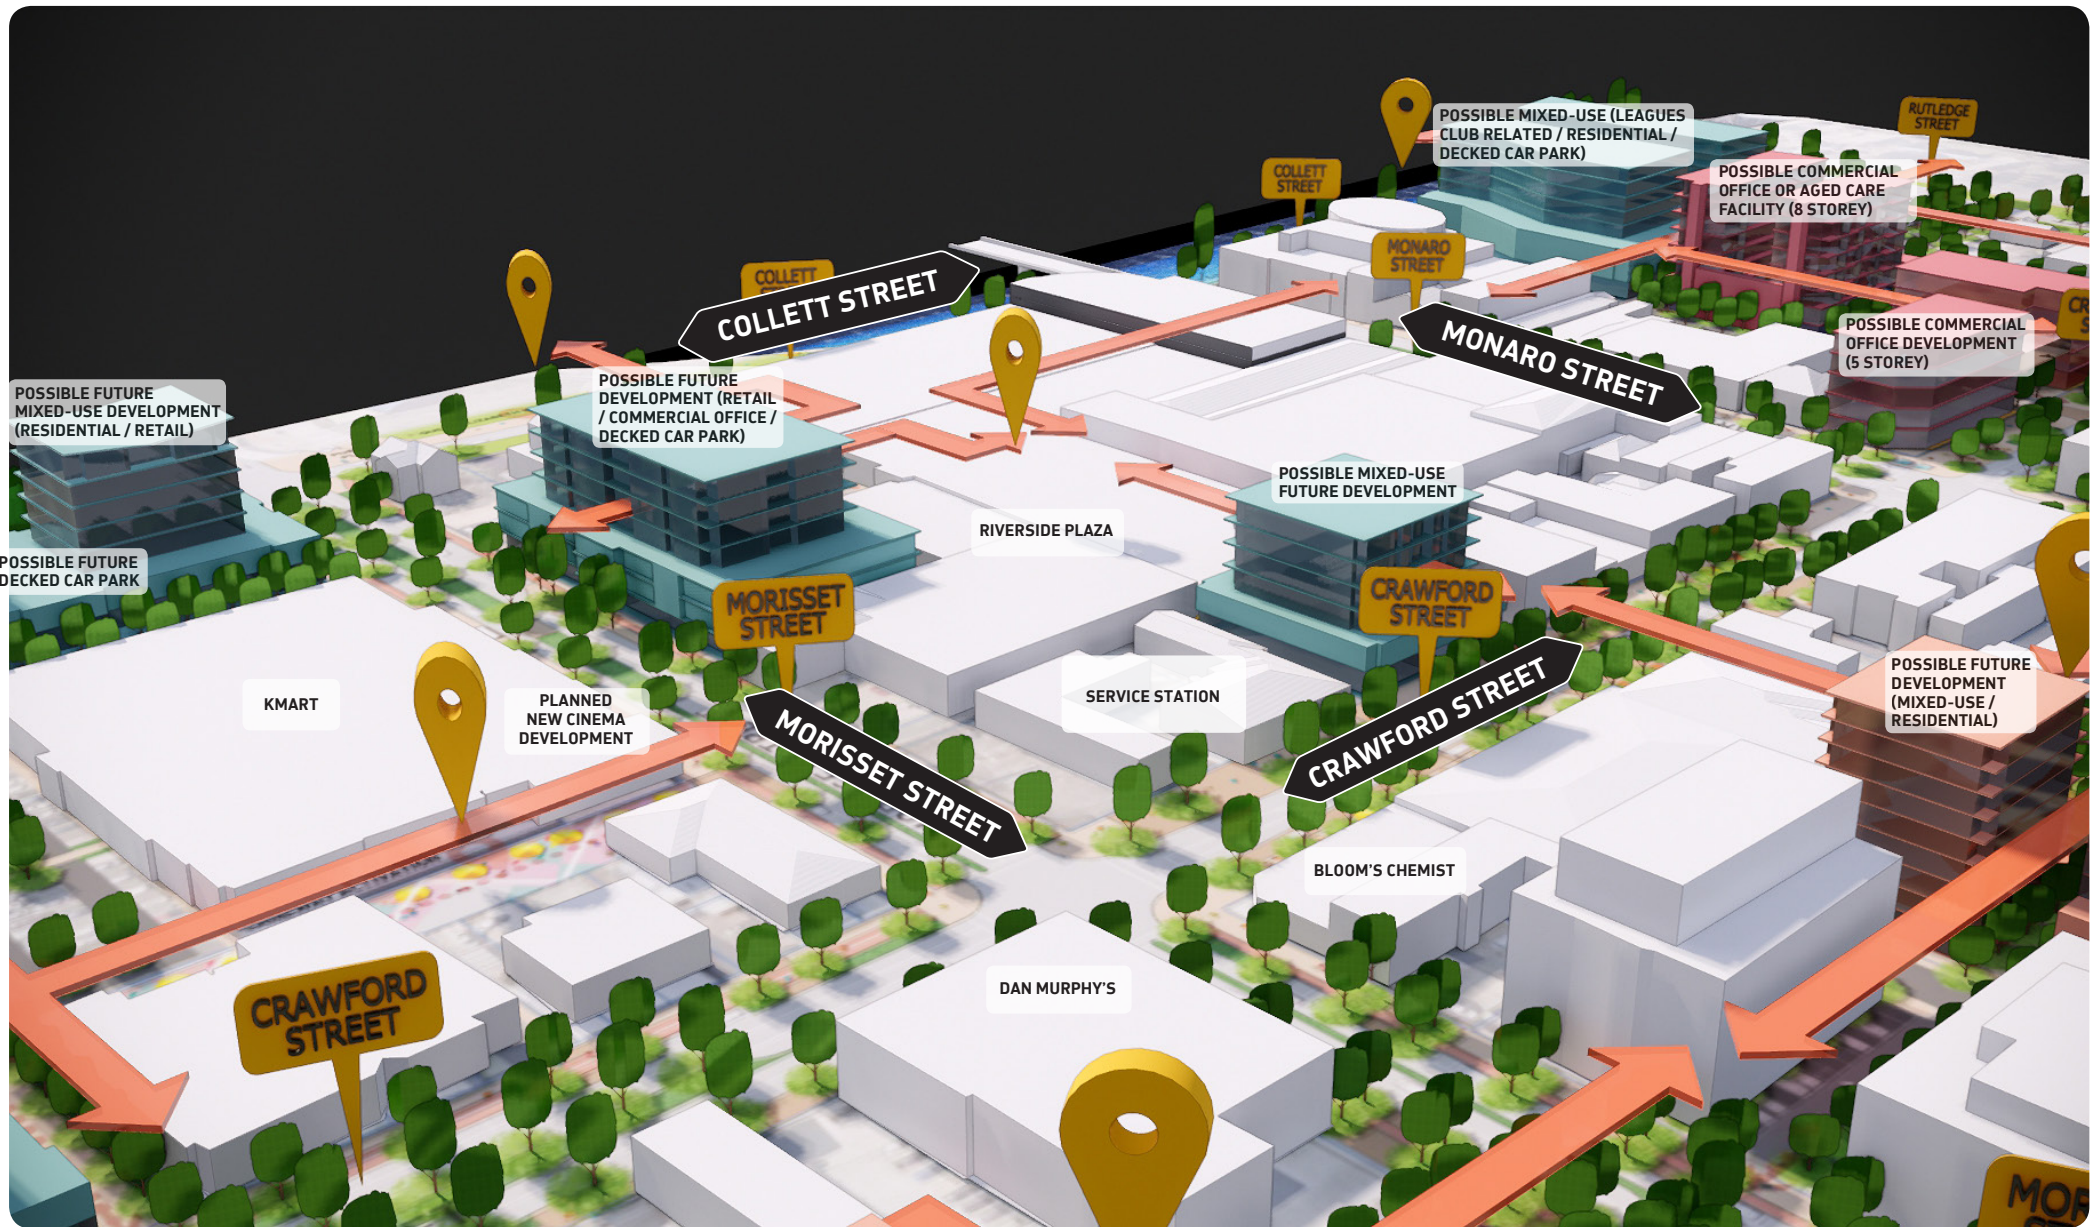 POSSIBLE MIXED-USE (LEAGUES
CLUB RELATED / RESIDENTIAL /
DECKED CAR PARK)
RUTLEDGE
STREET
POSSIBLE COMMERCIAL
OFFICE OR AGED CARE
FACILITY (8 STOREY)
COLLETT
STREET
MONARO
STREET
COLLETT
COLLETT STREET
MONARO STREET
POSSIBLE COMMERCIAL
OFFICE DEVELOPMENT
(5 STOREY)
POSSIBLE FUTURE
MIXED-USE DEVELOPMENT
(RESIDENTIAL / RETAIL)
POSSIBLE FUTURE
DEVELOPMENT (RETAIL
/ COMMERCIAL OFFICE /
DECKED CAR PARK)
POSSIBLE MIXED-USE
FUTURE DEVELOPMENT
RIVERSIDE PLAZA
POSSIBLE FUTURE
DECKED CAR PARK
MORISSET
STREET
CRAWFORD
STREET
KMART
PLANNED
NEW CINEMA
DEVELOPMENT
SERVICE STATION
CRAWFORD STREET
POSSIBLE FUTURE
DEVELOPMENT
(MIXED-USE /
RESIDENTIAL)
MORISSET STREET
BLOOM'S CHEMIST
DAN MURPHY'S
CRAWFORD
STREET